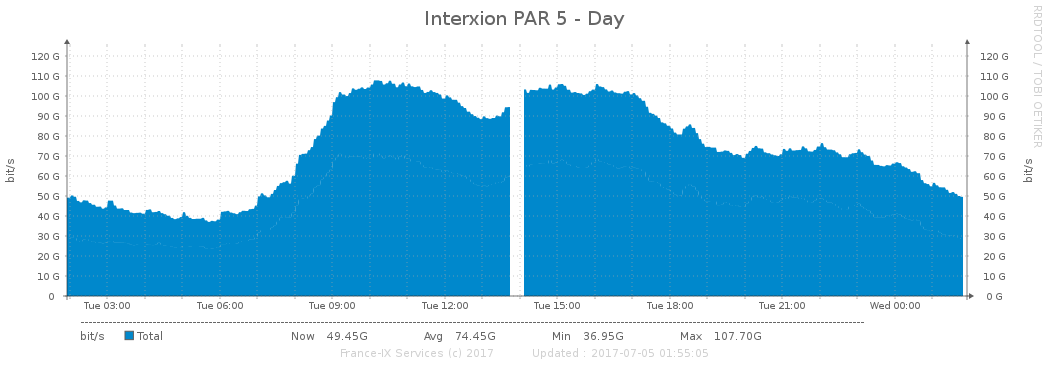 Interxion PAR 5 - Day
RRDTOOL / TOBI OETIKER
bit/s
bit/s
120 G 120 G
110 G 110 G
100 G 100 G
90 G 90 G
80 G 80 G
70 G 70 G
60 G 60 G
50 G 50 G
40 G 40 G
30 G 30 G
20 G 20 G
10 G 10 G
0 0 G
Tue 03:00 Tue 06:00 Tue 09:00 Tue 12:00 Tue 15:00 Tue 18:00 Tue 21:00 Wed 00:00
bit/s Total Now 49.45G Avg 74.45G Min 36.95G Max 107.70G
France-IX Services (c) 2017 Updated : 2017-07-05 01:55:05